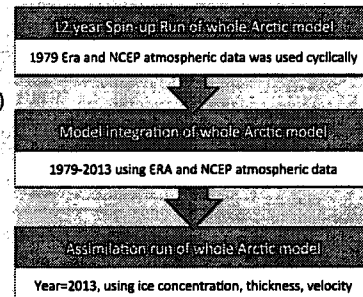 12 year Spin-up Run of whole Arctic model
1979 Era and NCEP atmospheric data was used cyclically
)
Model integration of whole Arctic model
1979-2013 using ERA and NCEP atmospheric data
Assimilation run of whole Arctic model
Year=2013, using ice concentration, thickness, velocity